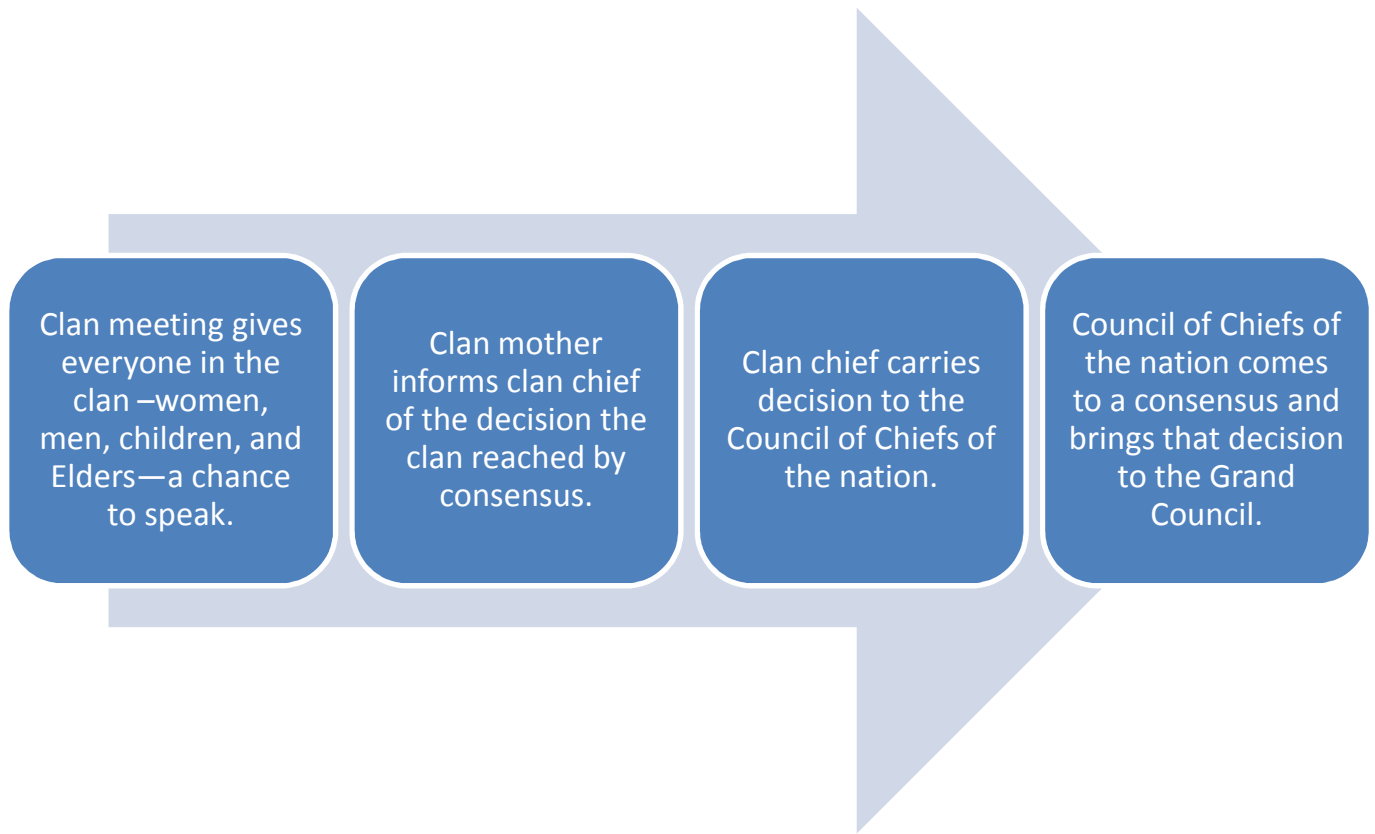 Clan meeting gives
everyone in the
clan –women,
men, children, and
Elders—a chance
to speak.
Clan mother
informs clan chief
of the decision the
clan reached by
consensus.
Clan chief carries
decision to the
Council of Chiefs of
the nation.
Council of Chiefs of
the nation comes
to a consensus and
brings that decision
to the Grand
Council.